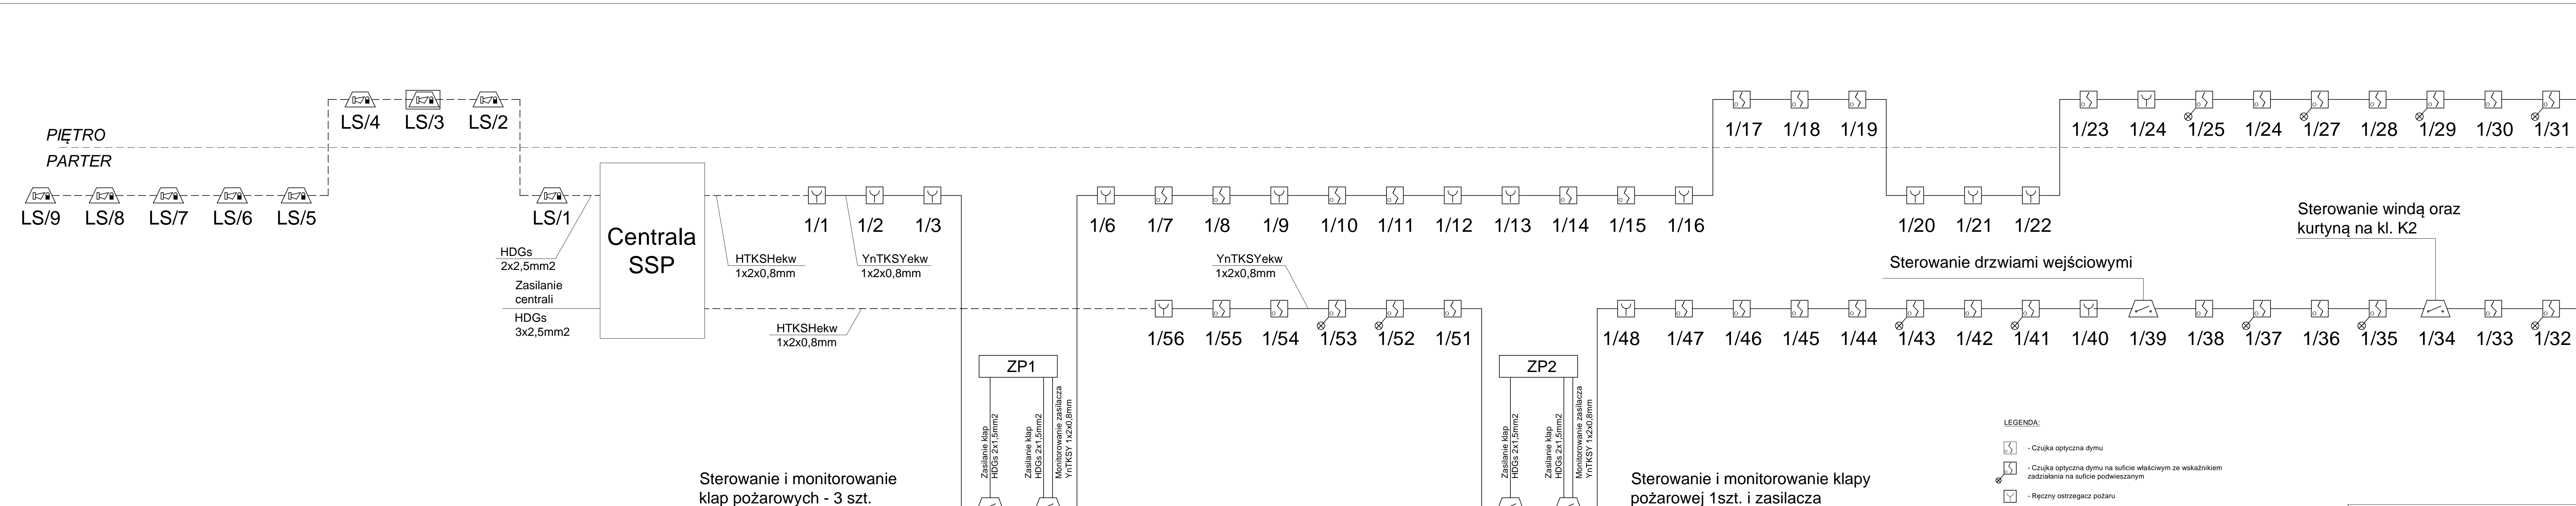 LS/4 LS/3 LS/2
1/17 1/18 1/19 1/23 1/24 1/25 1/24 1/27 1/28 1/29 1/30 1/31
PIĘTRO
PARTER
LS/9 LS/8 LS/7 LS/6 LS/5 LS/1
1/1 1/2 1/3 1/6 1/7 1/8 1/9 1/10 1/11 1/12 1/13 1/14 1/15 1/16 1/20 1/21 1/22
Centrala
SSP
HDGs
2x2,5mm2
Zasilanie
centrali
HDGs
3x2,5mm2
HTKSHekw
1x2x0,8mm
YnTKSYekw
1x2x0,8mm
HTKSHekw
1x2x0,8mm
YnTKSYekw
1x2x0,8mm
Sterowanie drzwiami wejściowymi
Sterowanie windą oraz
kurtyną na kl. K2
1/56 1/55 1/54 1/53 1/52 1/51 1/48 1/47 1/46 1/45 1/44 1/43 1/42 1/41 1/40 1/39 1/38 1/37 1/36 1/35 1/34 1/33 1/32
ZP1
Zasilanie klap
HDGs 2x1,5mm2
Zasilanie klap
HDGs 2x1,5mm2
Monitorowanie zasilacza
YnTKSY 1x2x0,8mm
ZP2
Zasilanie klap
HDGs 2x1,5mm2
Zasilanie klap
HDGs 2x1,5mm2
Monitorowanie zasilacza
YnTKSY 1x2x0,8mm
Sterowanie i monitorowanie
klap pożarowych - 3 szt.
Sterowanie i monitorowanie klapy
pożarowej 1szt. i zasilacza
LEGENDA:
- Czujka optyczna dymu
- Czujka optyczna dymu na suficie właściwym ze wskaźnikiem
zadziałania na suficie podwieszanym
- Ręczny ostrzegacz pożaru